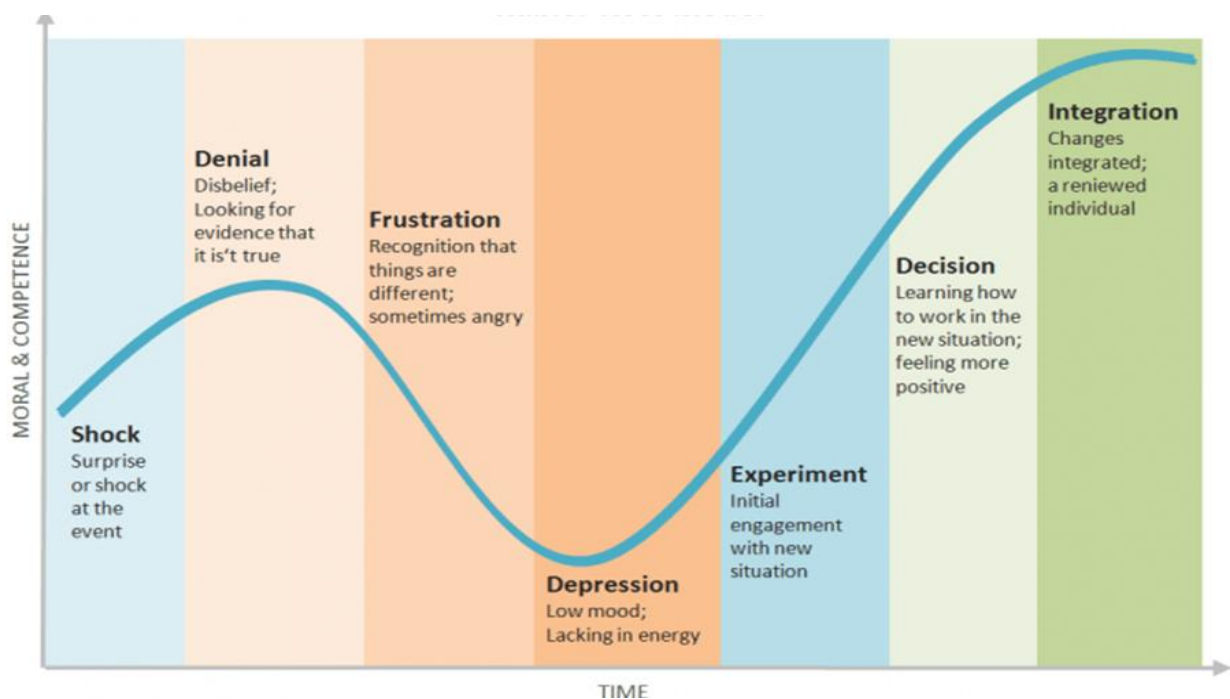 MORAL & COMPETENCE
Shock
Surprise
or shock
at the
event
Denial
Disbelief;
Looking for
evidence that
it is't true
Frustration
Recognition that
things are
different;
sometimes angry
Depression
Low mood;
Lacking in energy
Experiment
Initial
engagement
with new
situation
Decision
Learning how
to work in the
new situation;
feeling more
positive
Integration
Changes
integrated;
a reniewed
individual
TIME